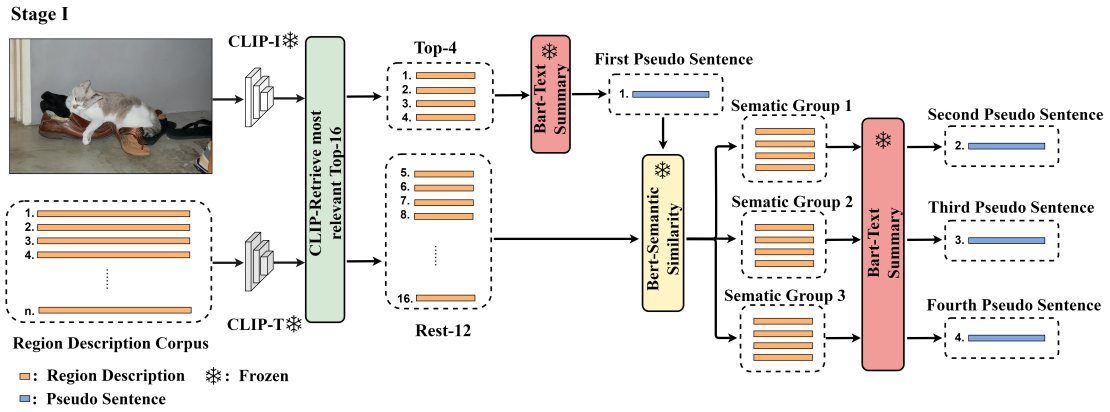 Stage I
CLIP-I
CLIP-T
1.
2.
3.
4.
n.
Region Description Corpus
CLIP-Retrieve most
relevant Top-16
Top-4
1.
2.
3.
4.
5.
6.
7.
8.
16.
Rest-12
Bart-Text
Summary
First Pseudo Sentence
1.
Bert-Semantic
Similarity
Sematic Group 1
Sematic Group 2
Sematic Group 3
Bart-Text
Summary
Second Pseudo Sentence
2.
Third Pseudo Sentence
3.
Fourth Pseudo Sentence
4.
: Region Description
: Frozen
: Pseudo Sentence